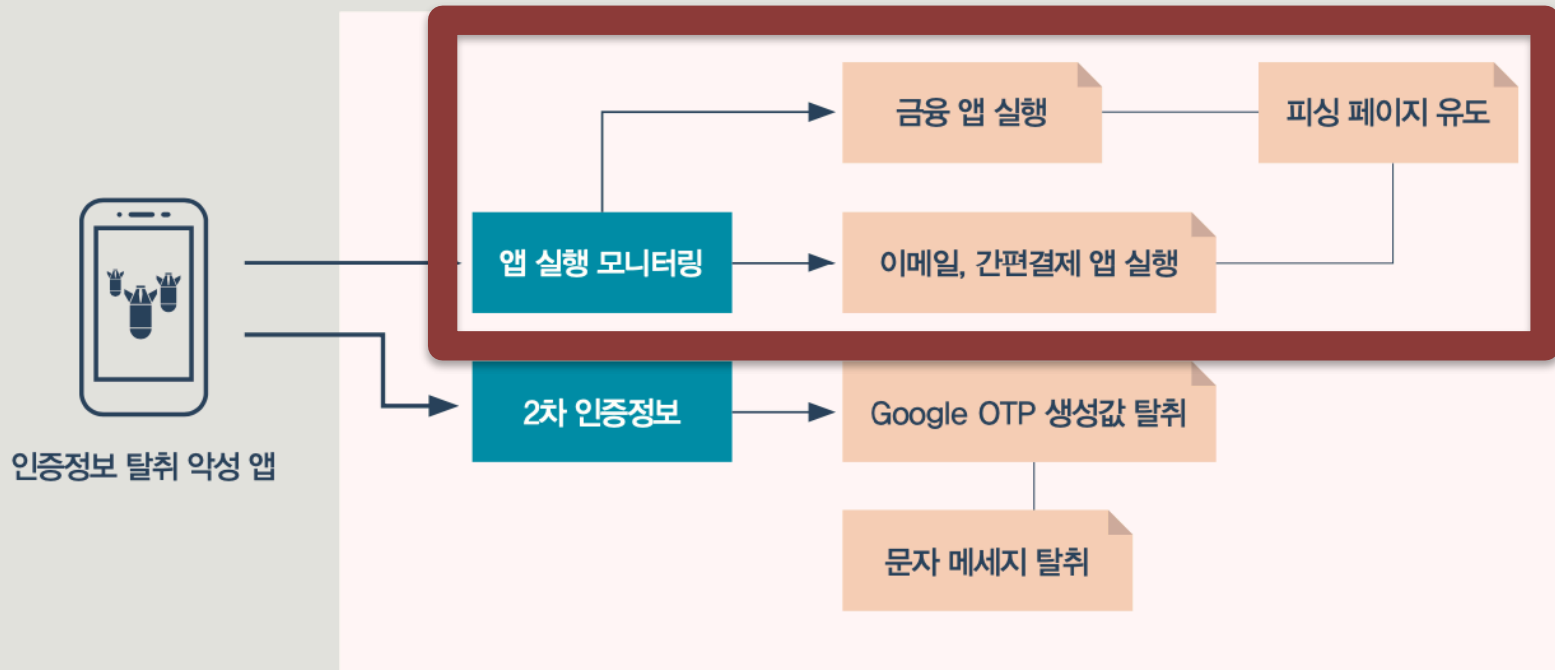 금융 앱 실행
피싱 페이지 유도
앱 실행 모니터링
이메일, 간편결제 앱 실행
2차 인증정보
Google OTP 생성값 탈취
인증정보 탈취 악성 앱
문자 메세지 탈취